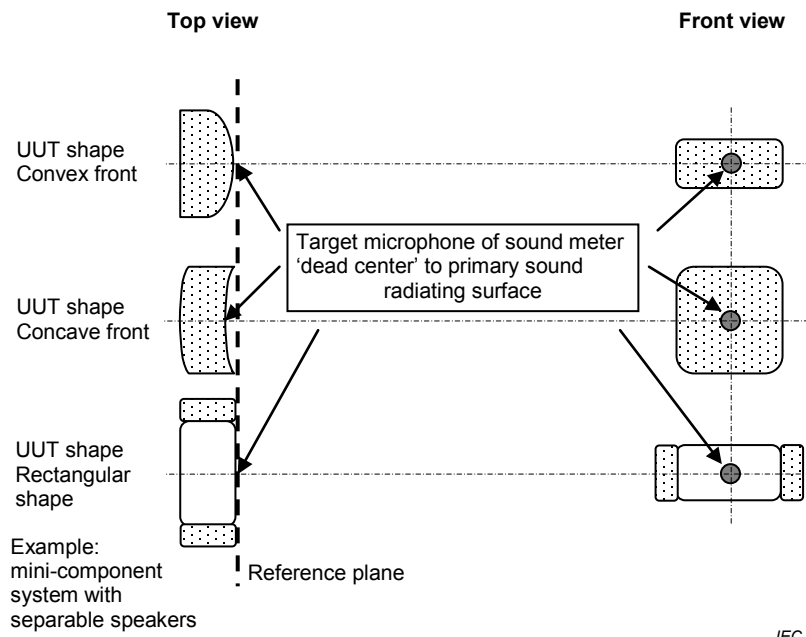 Top view
Front view
UUT shape
Convex front
Target microphone of sound meter
‘dead center’ to primary sound
radiating surface
UUT shape
Concave front
UUT shape
Rectangular
shape
Example:
mini-component
system with
separable speakers
Reference plane
IEC